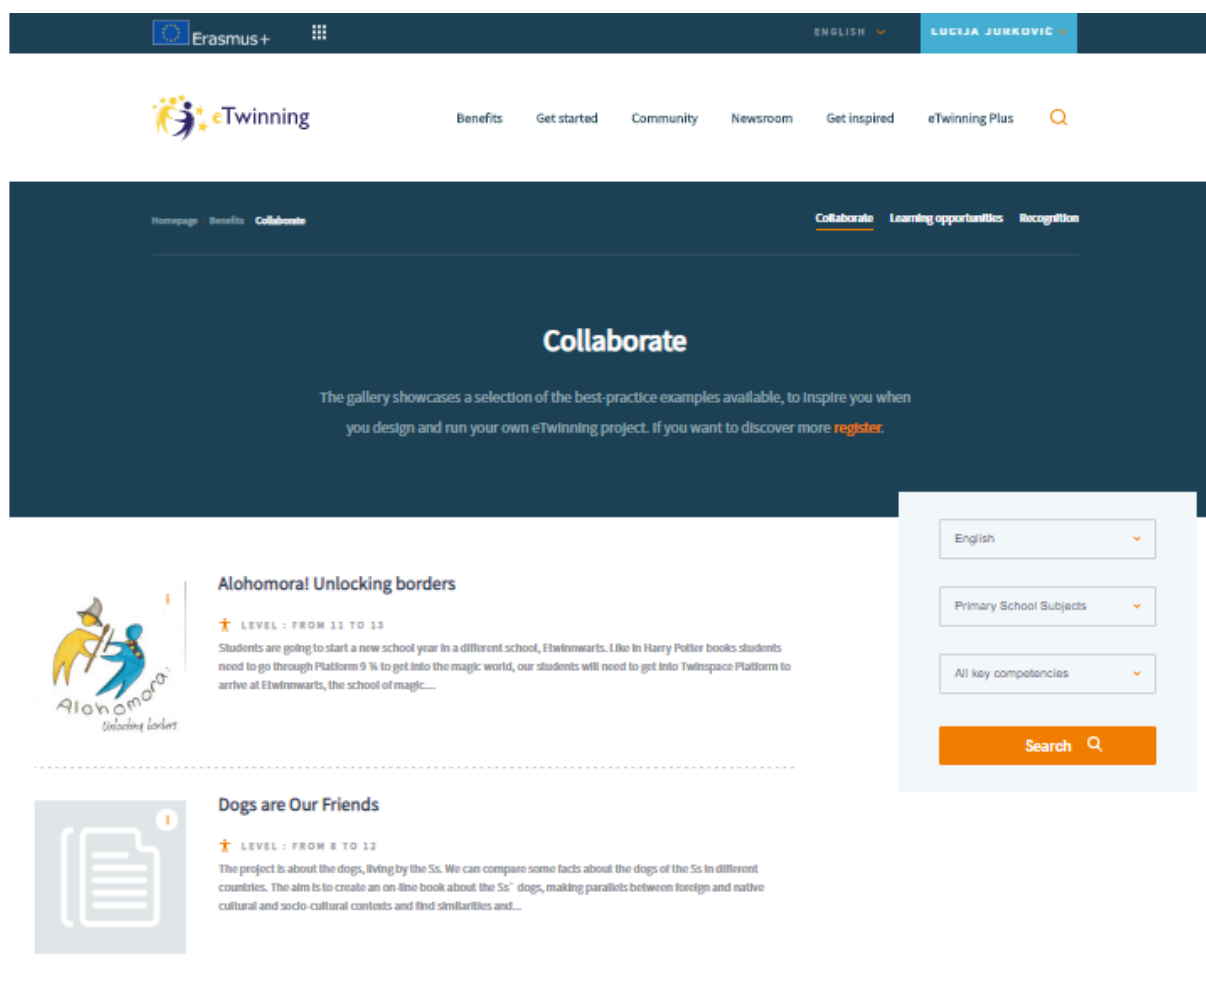 Erasmus+
ENGLISH
LUCIJA JURKOVIĆ
eTwinning
Benefits Get started Community Newsroom Get inspired eTwinning Plus
Homepage Benefits Collaborate
Collaborate Learning opportunities Recognition
Collaborate
The gallery showcases a selection of the best-practice examples available, to inspire you when
you design and run your own eTwinning project. If you want to discover more register.
English
Primary School Subjects
All key competencies
Search
Alohomora! Unlocking borders
LEVEL : FROM 11 TO 13
Students are going to start a new school year in a different school, Etwinnwarts. Like in Harry Potter books students
need to go through Platform 9 ¾ to get into the magic world, our students will need to get into Twinspace Platform to
arrive at Etwinnwarts, the school of magic....
Alohomora!
Unlocking borders
Dogs are Our Friends
LEVEL : FROM 8 TO 12
The project is about the dogs, living by the Ss. We can compare some facts about the dogs of the Ss in different
countries. The aim is to create an on-line book about the Ss` dogs, making parallels between foreign and native
cultural and socio-cultural contexts and find similarities and...